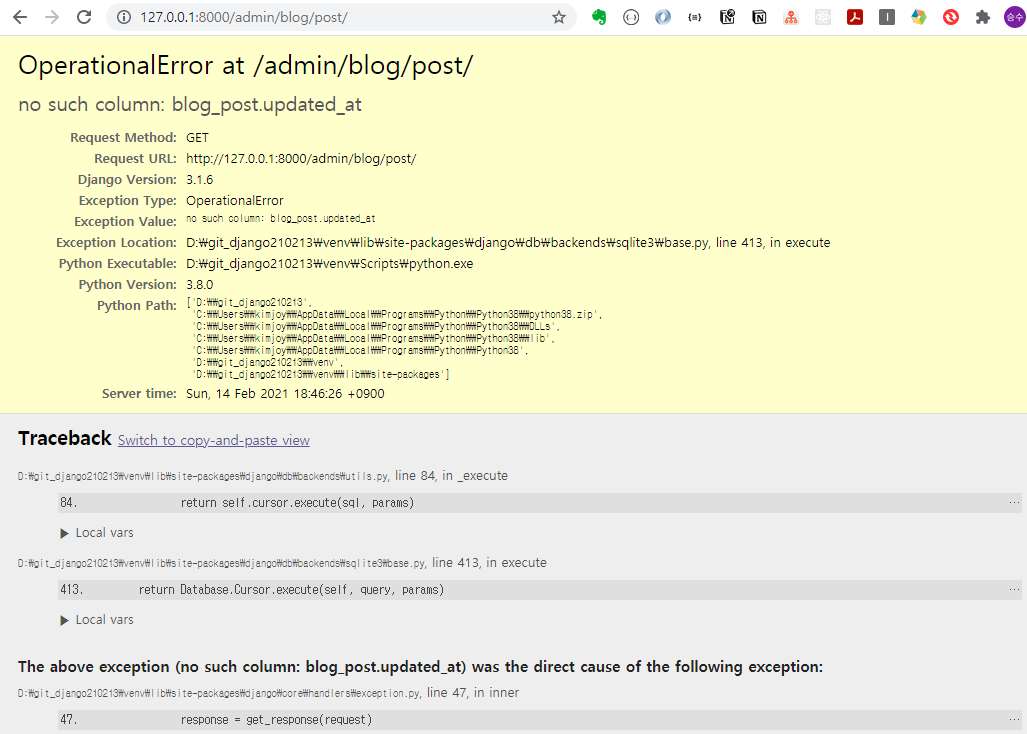 127.0.0.1:8000/admin/blog/post/
승수
OperationalError at /admin/blog/post/
no such column: blog_post.updated_at
Request Method: GET
Request URL: http://127.0.0.1:8000/admin/blog/post/
Django Version: 3.1.6
Exception Type: OperationalError
Exception Value: no such column: blog_post.updated_at
Exception Location: D:₩git_django210213₩venv₩lib₩site-packages₩django₩db₩backends₩sqlite3₩base.py, line 413, in execute
Python Executable: D:₩git_django210213₩venv₩Scripts₩python.exe
Python Version: 3.8.0
Python Path: ['D:₩₩git_django210213',
'C:₩₩Users₩₩kimjoy₩₩AppData₩₩Local₩₩Programs₩₩Python₩₩Python38₩₩python38.zip',
'C:₩₩Users₩₩kimjoy₩₩AppData₩₩Local₩₩Programs₩₩Python₩₩Python38₩₩DLLs',
'C:₩₩Users₩₩kimjoy₩₩AppData₩₩Local₩₩Programs₩₩Python₩₩Python38₩₩lib',
'C:₩₩Users₩₩kimjoy₩₩AppData₩₩Local₩₩Programs₩₩Python₩₩Python38',
'D:₩₩git_django210213₩₩venv',
'D:₩₩git_django210213₩₩venv₩₩lib₩₩site-packages']
Server time: Sun, 14 Feb 2021 18:46:26 +0900
Traceback Switch to copy-and-paste view
D:₩git_django210213₩venv₩lib₩site-packages₩django₩db₩backends₩utils.py, line 84, in _execute
84. return self.cursor.execute(sql, params) ...
▶ Local vars
D:₩git_django210213₩venv₩lib₩site-packages₩django₩db₩backends₩sqlite3₩base.py, line 413, in execute
413. return Database.Cursor.execute(self, query, params) ...
▶ Local vars
The above exception (no such column: blog_post.updated_at) was the direct cause of the following exception:
D:₩git_django210213₩venv₩lib₩site-packages₩django₩core₩handlers₩exception.py, line 47, in inner
47. response = get_response(request) ...